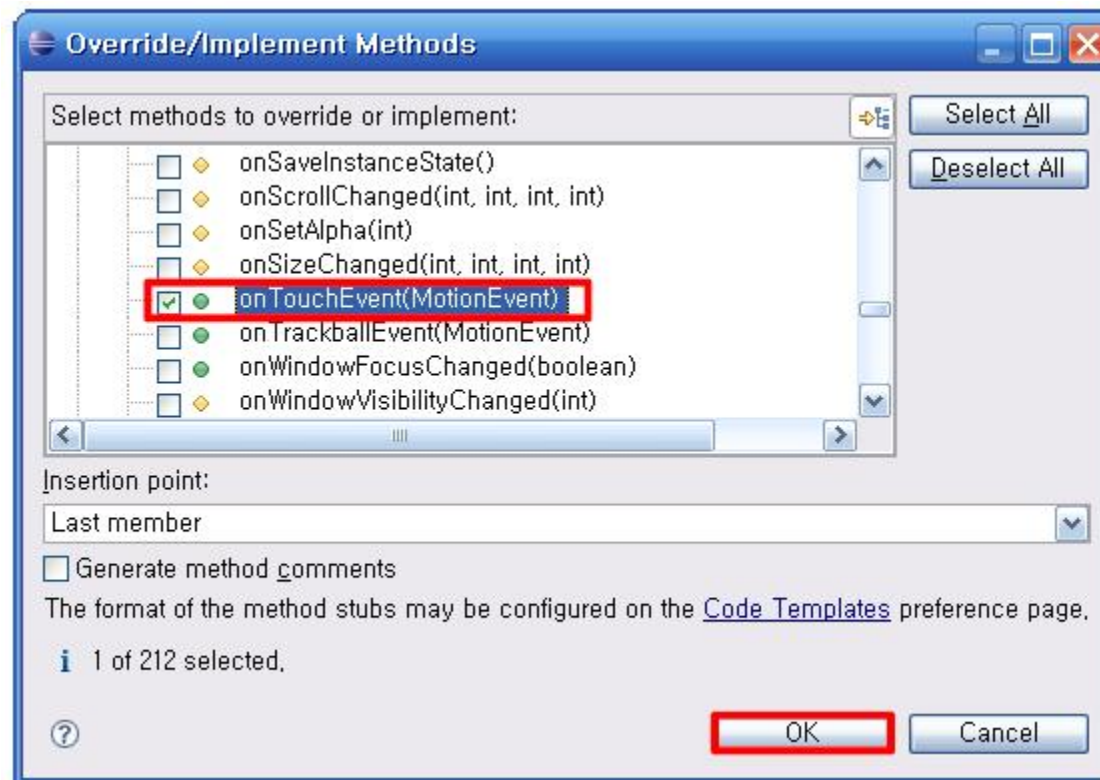 Override/Implement Methods
Select methods to override or implement:
Select All
Deselect All
onSaveInstanceState()
onScrollChanged(int, int, int, int)
onSetAlpha(int)
onSizeChanged(int, int, int, int)
onTouchEvent(MotionEvent)
onTrackballEvent(MotionEvent)
onWindowFocusChanged(boolean)
onWindowVisibilityChanged(int)
Insertion point:
Last member
Generate method comments
The format of the method stubs may be configured on the Code Templates preference page.
i 1 of 212 selected.
? OK Cancel